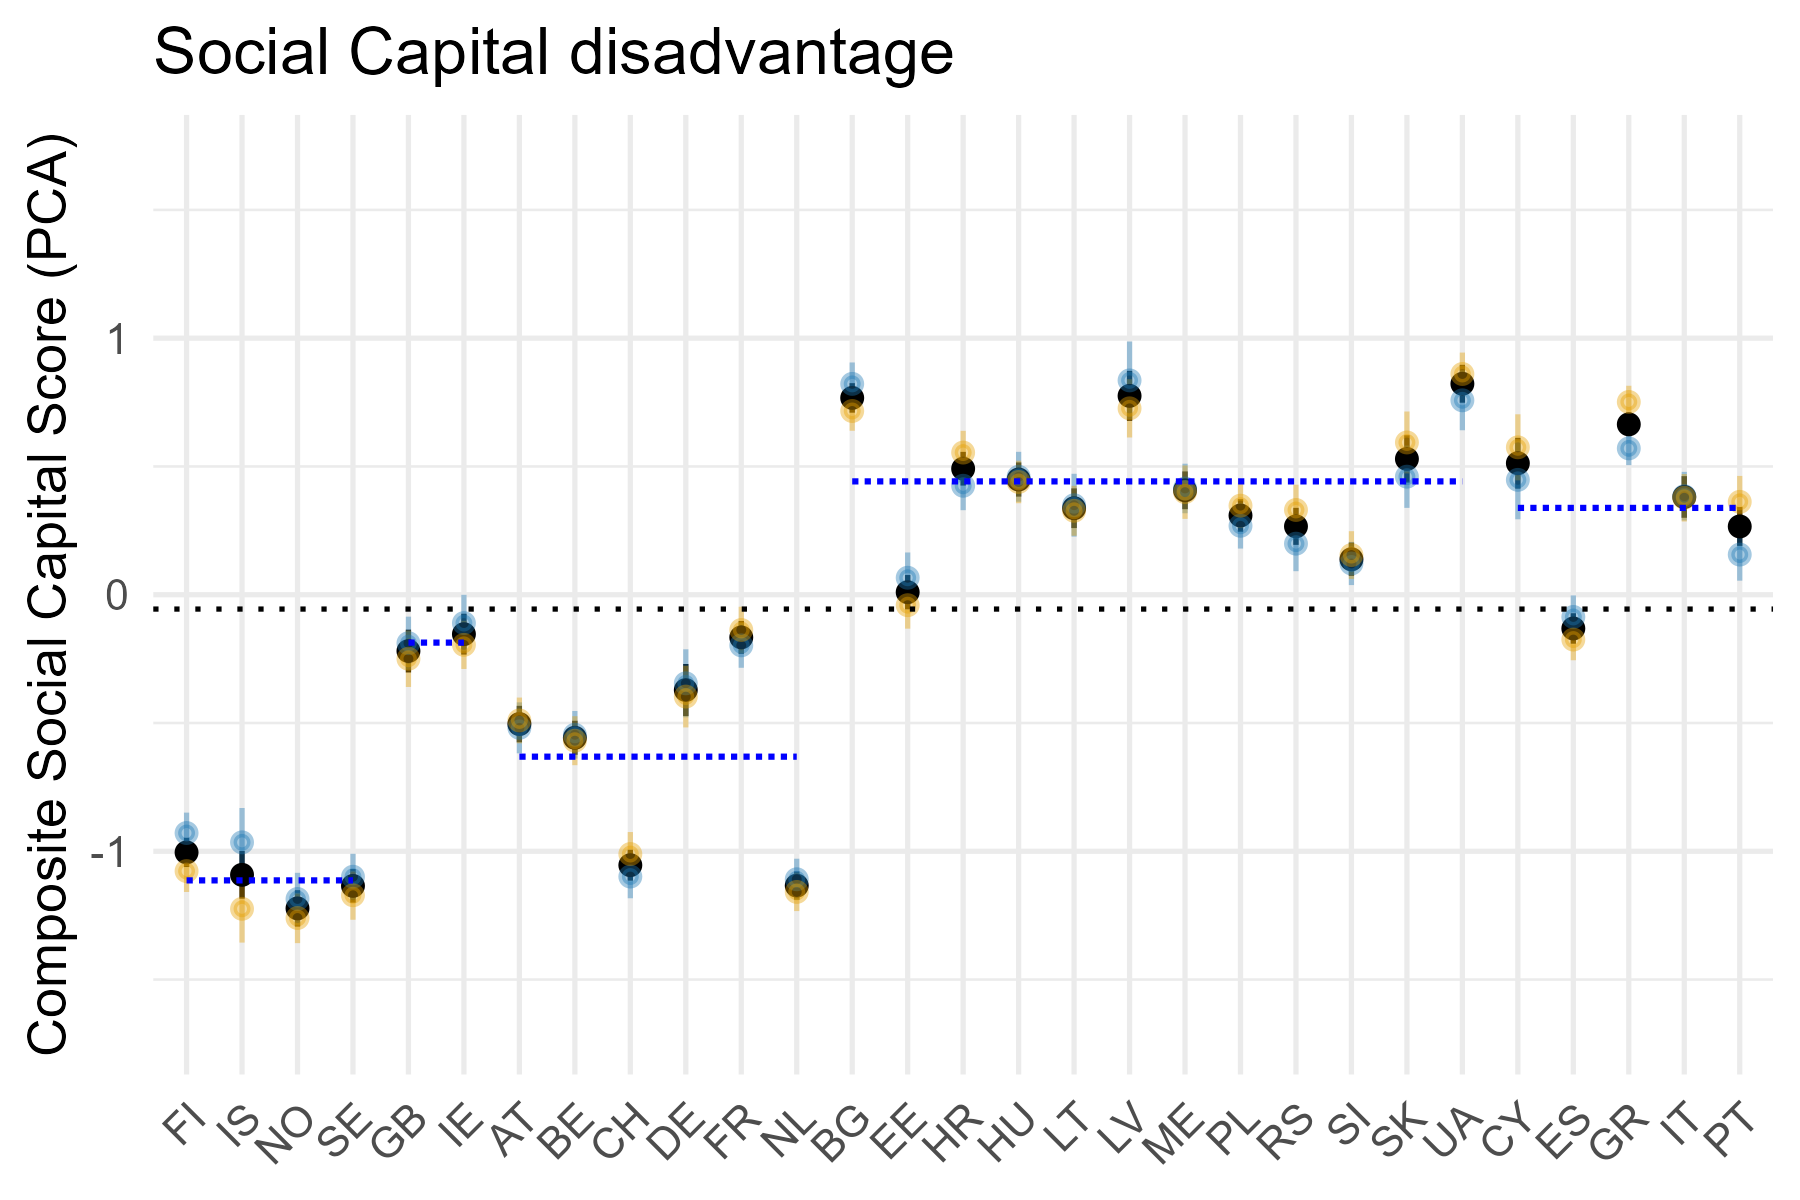 Social Capital disadvantage
Composite Social Capital Score (PCA)
1
0
-1
FI IS NO SE GB IE AT BE CH DE FR NL BG EE HR HU LT LV ME PL RS SI SK UA CY ES GR IT PT